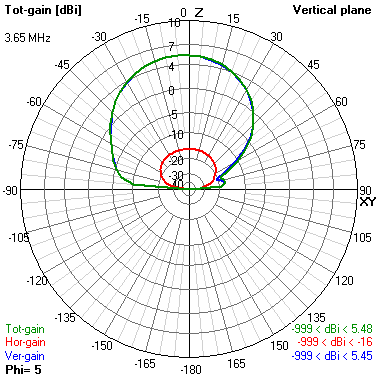 Tot-gain [dBi]
0
Z
Vertical plane
10
-15
15
3.65 MHz
-30
30
7
4
-45
45
0
-60
60
-5
-10
-75
75
-20
-30
-40
-90
90
XY
-105
105
-120
120
-135
135
-150
150
-165
165
-180
Tot-gain
-999 < dBi < 5.48
Hor-gain
-999 < dBi < -16
Ver-gain
-999 < dBi < 5.45
Phi= 5